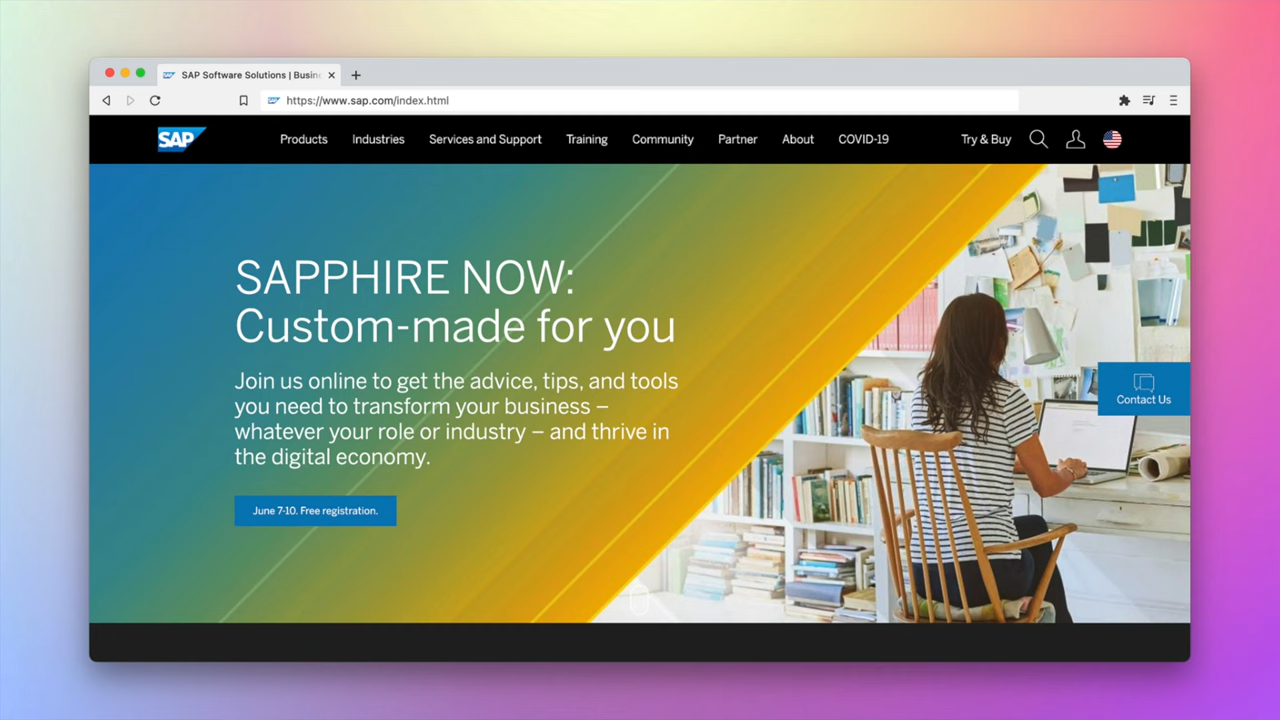 SAP Software Solutions | Busin
https://www.sap.com/index.html
SAP
Products Industries Services and Support Training Community Partner About COVID-19 Try & Buy
SAPPHIRE NOW:
Custom-made for you
Join us online to get the advice, tips, and tools
you need to transform your business –
whatever your role or industry – and thrive in
the digital economy.
June 7-10. Free registration.
Contact Us